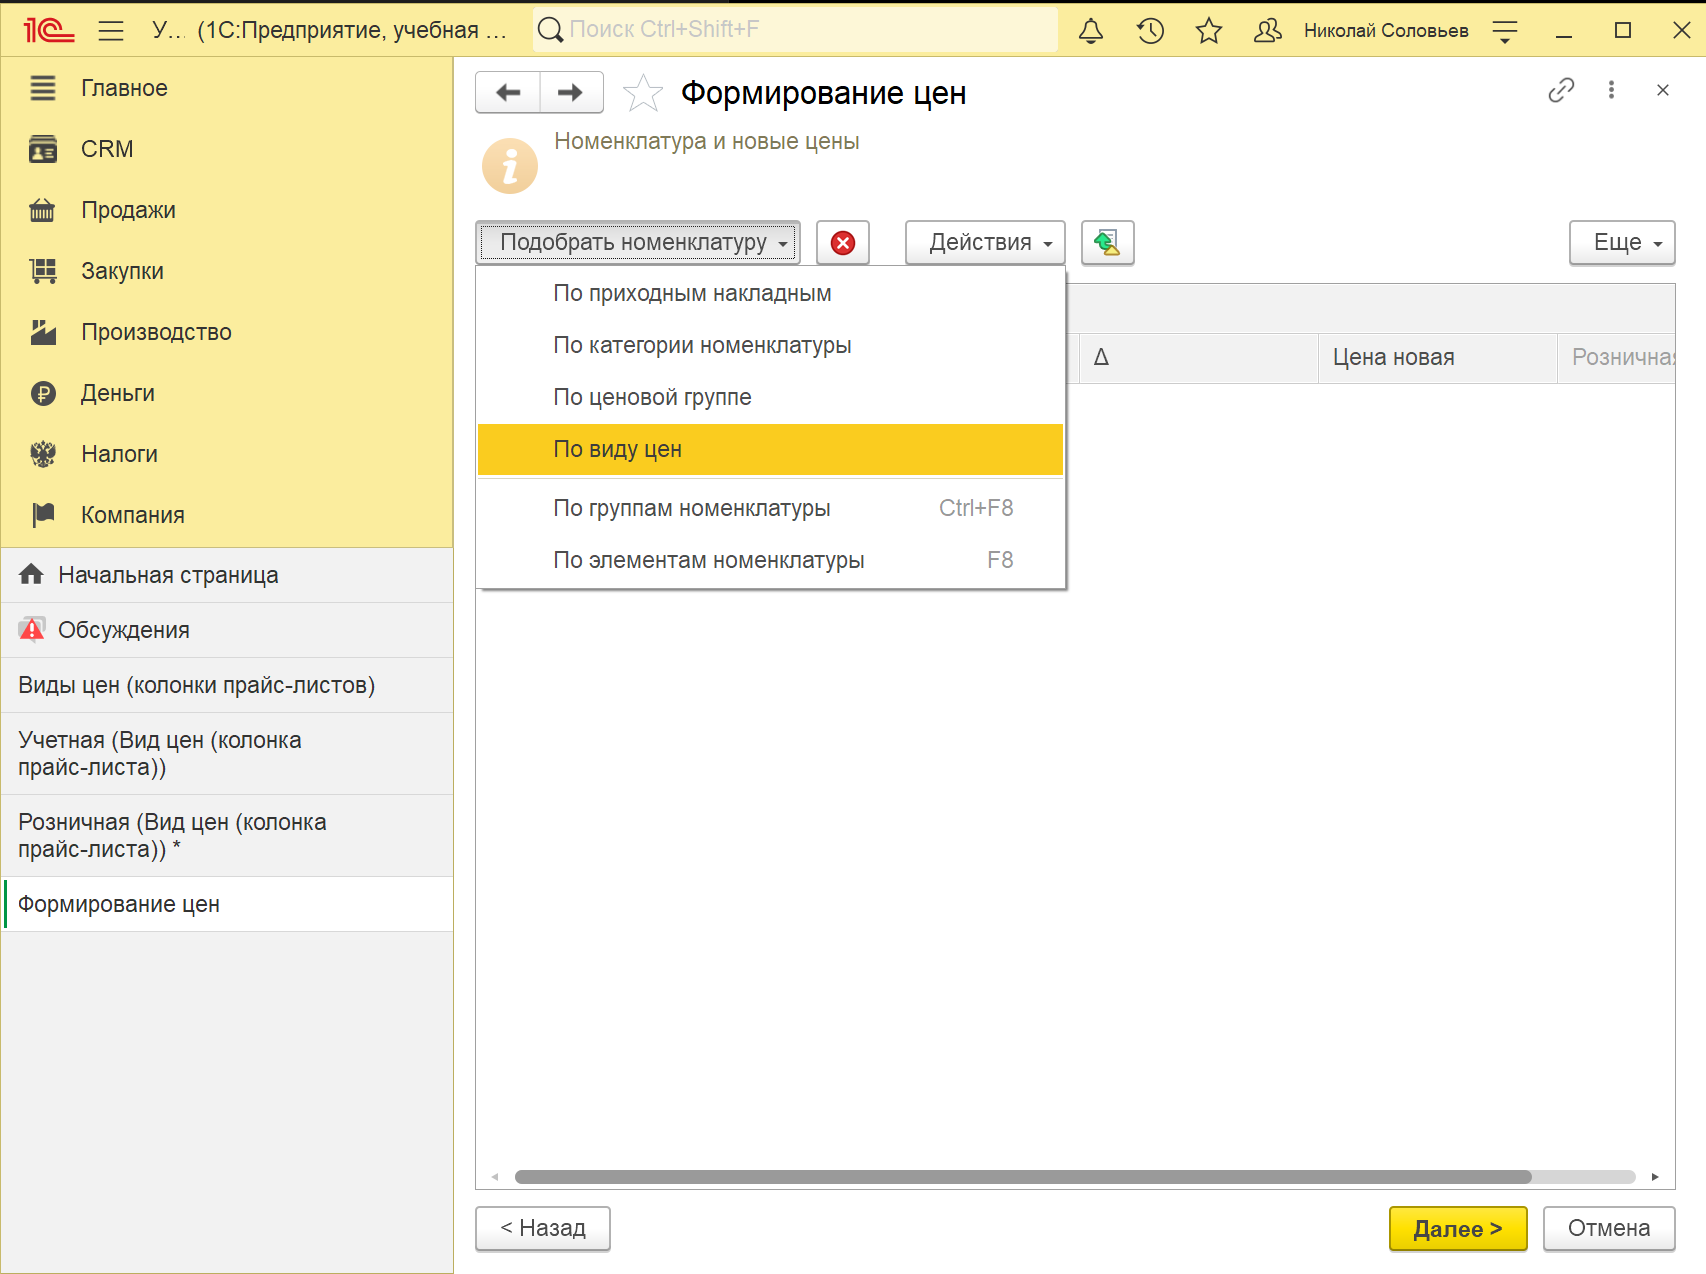 1С У... (1С:Предприятие, учебная ... Поиск Ctrl+Shift+F Николай Соловьев
Главное
CRM
Продажи
Закупки
Производство
Деньги
Налоги
Компания
Начальная страница
Обсуждения
Виды цен (колонки прайс-листов)
Учетная (Вид цен (колонка
прайс-листа))
Розничная (Вид цен (колонка
прайс-листа)) *
Формирование цен
Формирование цен
Номенклатура и новые цены
Подобрать номенклатуру Действия Еще
По приходным накладным
По категории номенклатуры
По ценовой группе
По виду цен
По группам номенклатуры Ctrl+F8
По элементам номенклатуры F8
Δ Цена новая Розничная
< Назад Далее > Отмена